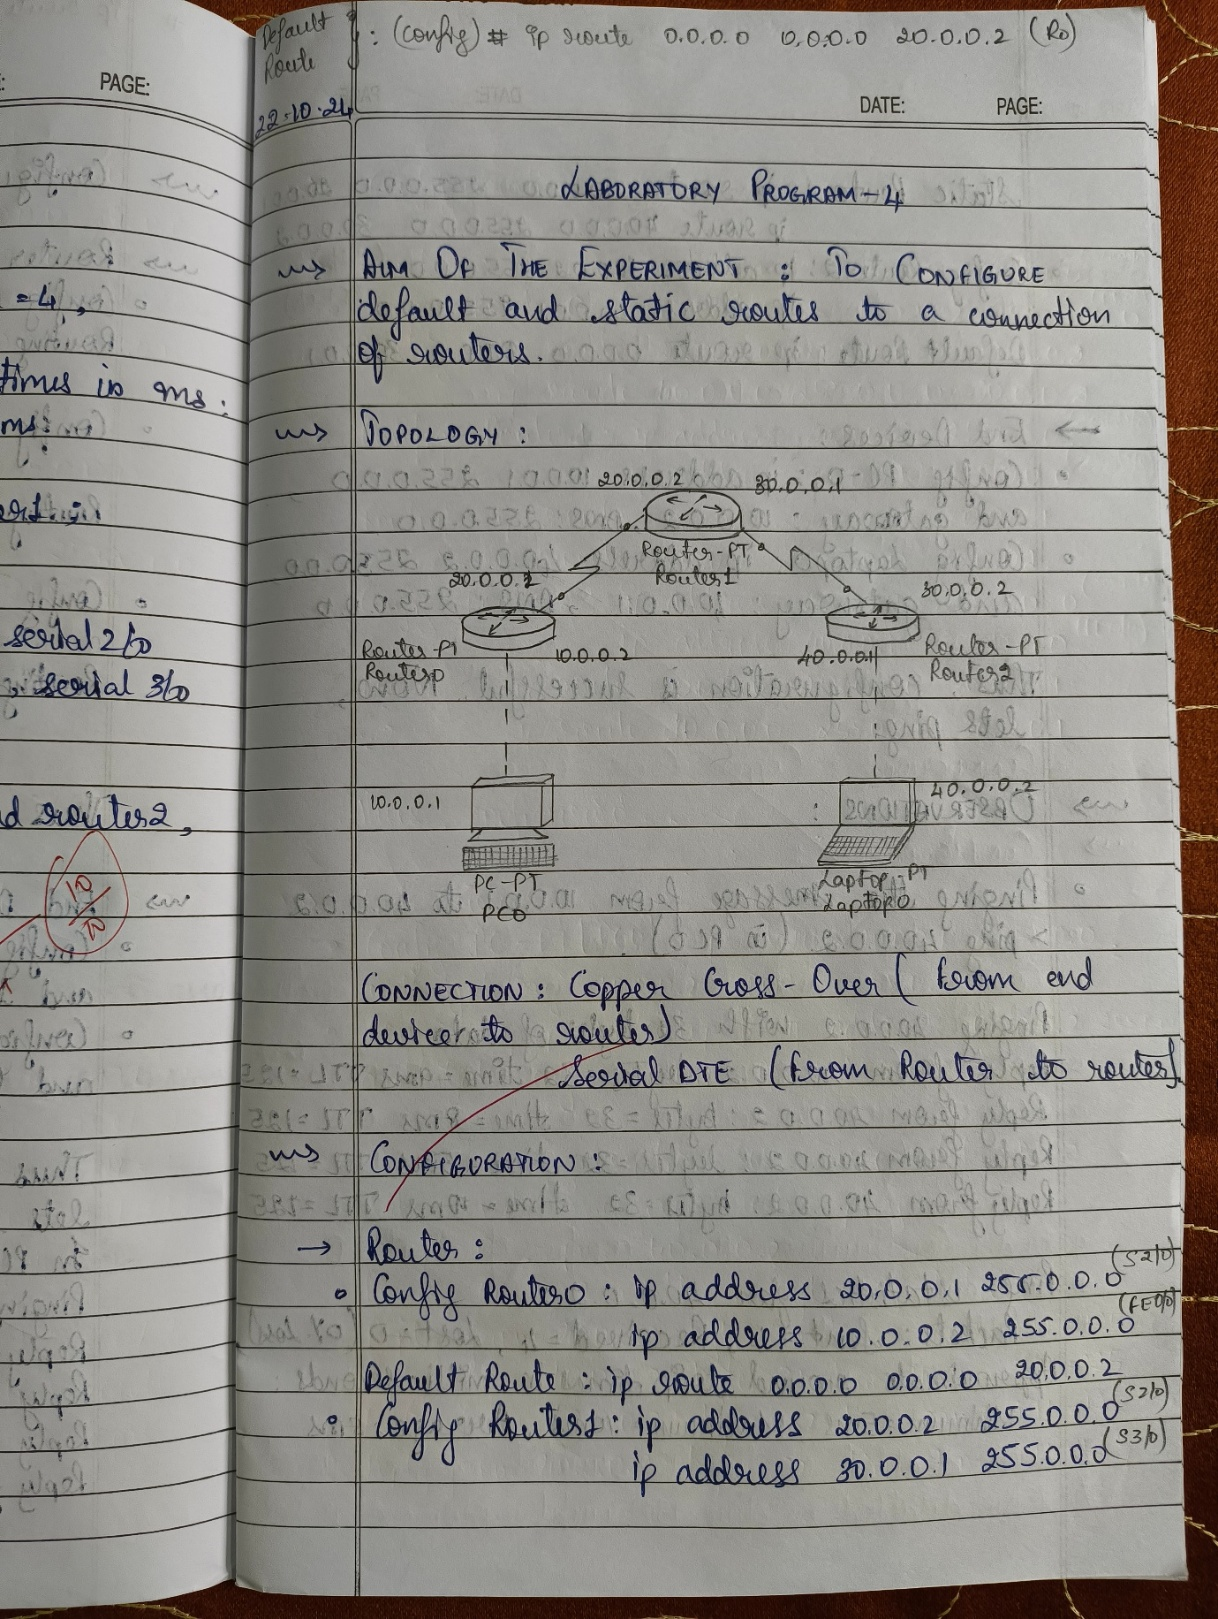 PAGE:
= 4,
times in ms:
ms:
serial 2/0
, serial 3/0
d router2,
10/10
Default Route : (config) # ip route 0.0.0.0 0.0.0.0 20.0.0.2 (R0)
22-10-24
DATE: PAGE:
LABORATORY PROGRAM-4
AIM OF THE EXPERIMENT : TO CONFIGURE
default and static routes to a connection
of routers.
TOPOLOGY :
20.0.0.2 30.0.0.1
Router-PT
Router1
20.0.0.1 30.0.0.2
Router-PT 10.0.0.2 40.0.0.1 Router-PT
Router0 Router2
10.0.0.1 40.0.0.2
PC-PT Laptop-PT
PC0 Laptop0
CONNECTION : Copper Cross-Over (from end
device to router)
Serial DTE (from Router to router)
CONFIGURATION :
→ Router :
• Config Router0 : ip address 20.0.0.1 255.0.0.0 (S2/0)
ip address 10.0.0.2 255.0.0.0 (FE0/0)
Default Route : ip route 0.0.0.0 0.0.0.0 20.0.0.2
• Config Router1 : ip address 20.0.0.2 255.0.0.0 (S2/0)
ip address 30.0.0.1 255.0.0.0 (S3/0)